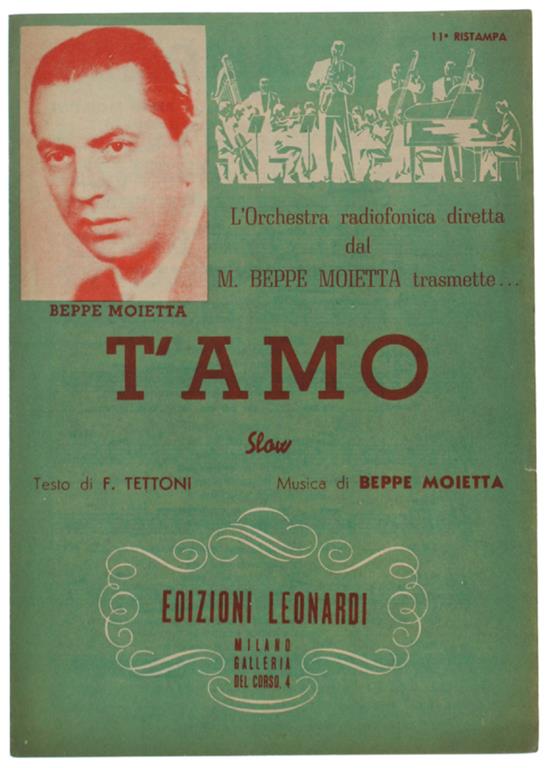 11ª RISTAMPA
L'Orchestra radiofonica diretta
dal
M. BEPPE MOIETTA trasmette...
BEPPE MOIETTA
T'AMO
Slow
Testo di F. TETTONI
Musica di BEPPE MOIETTA
EDIZIONI LEONARDI
MILANO
GALLERIA
DEL CORSO, 4